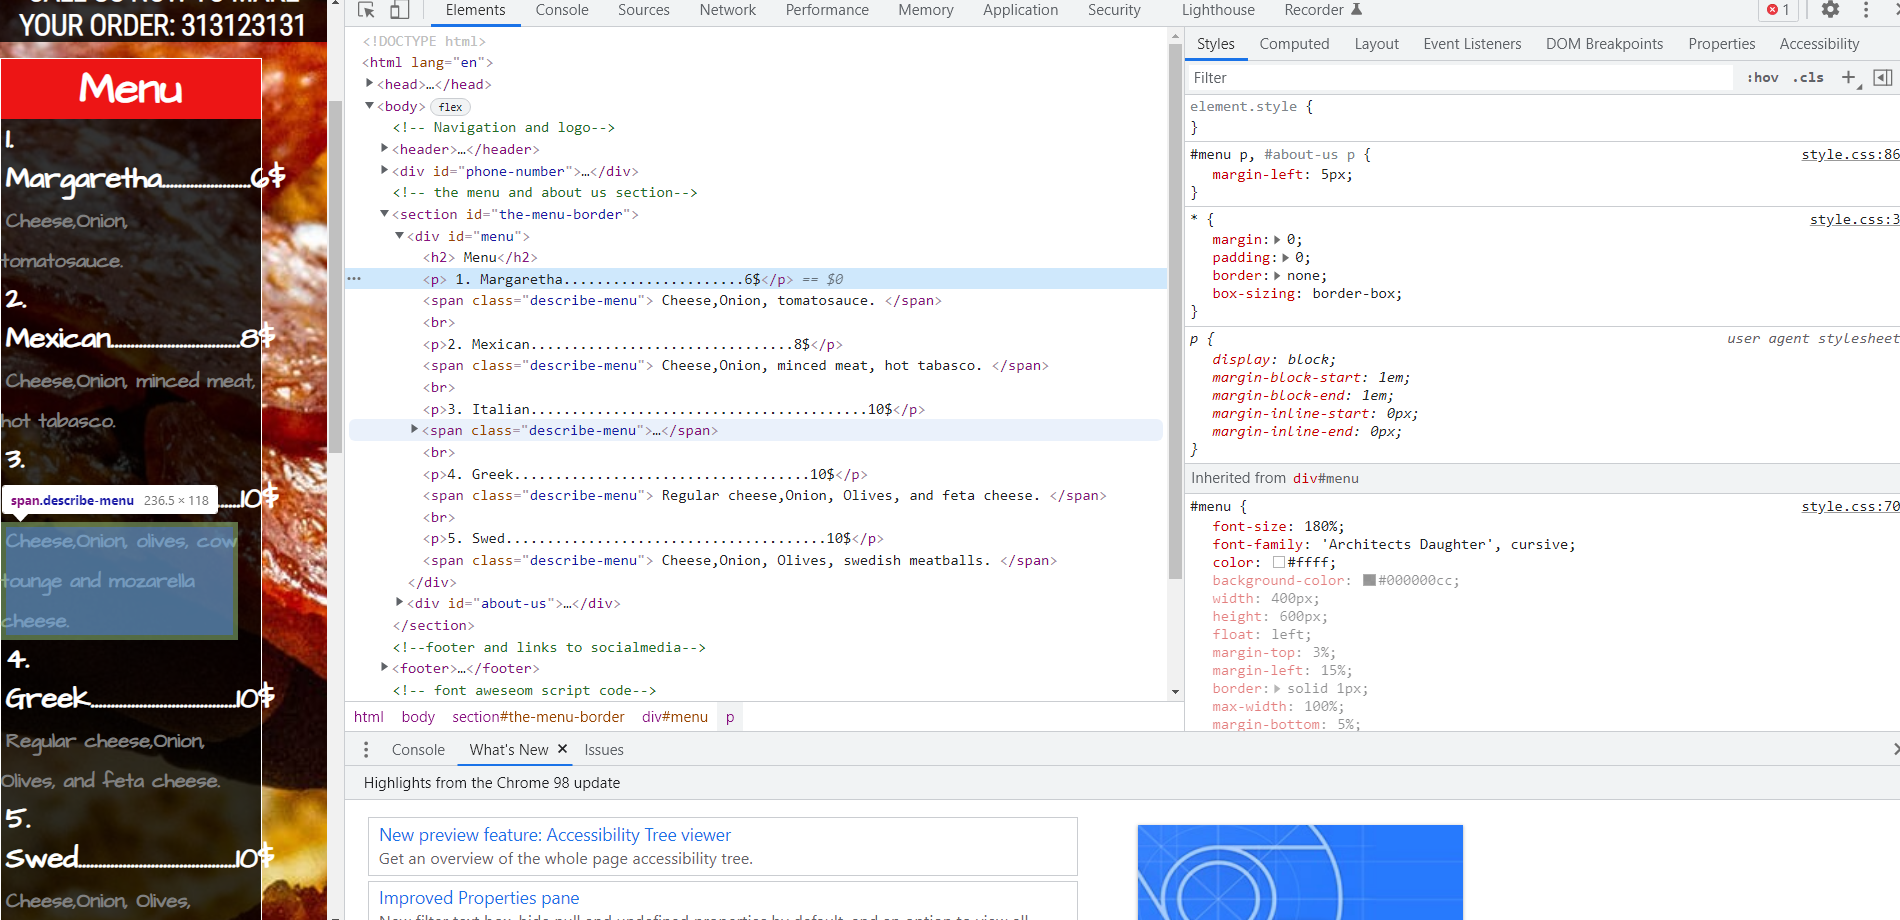 YOUR ORDER: 313123131
Menu
1.
Margaretha......................6$
Cheese,Onion,
tomatosauce.
2.
Mexican................................8$
Cheese,Onion, minced meat,
hot tabasco.
3.
......10$
span.describe-menu 236.5 × 118
Cheese,Onion, olives, cow
tounge and mozarella
cheese.
4.
Greek....................................10$
Regular cheese,Onion,
Olives, and feta cheese.
5.
Swed.......................................10$
Cheese,Onion, Olives,
Elements Console Sources Network Performance Memory Application Security Lighthouse Recorder 1
<!DOCTYPE html>
<html lang="en">
<head>…</head>
<body> flex
<!-- Navigation and logo-->
<header>…</header>
<div id="phone-number">…</div>
<!-- the menu and about us section-->
<section id="the-menu-border">
<div id="menu">
<h2> Menu</h2>
<p> 1. Margaretha......................6$</p> == $0
<span class="describe-menu"> Cheese,Onion, tomatosauce. </span>
<br>
<p>2. Mexican................................8$</p>
<span class="describe-menu"> Cheese,Onion, minced meat, hot tabasco. </span>
<br>
<p>3. Italian.........................................10$</p>
<span class="describe-menu">…</span>
<br>
<p>4. Greek....................................10$</p>
<span class="describe-menu"> Regular cheese,Onion, Olives, and feta cheese. </span>
<br>
<p>5. Swed.......................................10$</p>
<span class="describe-menu"> Cheese,Onion, Olives, swedish meatballs. </span>
</div>
<div id="about-us">…</div>
</section>
<!--footer and links to socialmedia-->
<footer>…</footer>
<!-- font aweseom script code-->
html body section#the-menu-border div#menu p
Styles Computed Layout Event Listeners DOM Breakpoints Properties Accessibility
Filter :hov .cls
element.style {
}
#menu p, #about-us p { style.css:86
margin-left: 5px;
}
* { style.css:3
margin: 0;
padding: 0;
border: none;
box-sizing: border-box;
}
p { user agent stylesheet
display: block;
margin-block-start: 1em;
margin-block-end: 1em;
margin-inline-start: 0px;
margin-inline-end: 0px;
}
Inherited from div#menu
#menu { style.css:70
font-size: 180%;
font-family: 'Architects Daughter', cursive;
color: #ffff;
background-color: #000000cc;
width: 400px;
height: 600px;
float: left;
margin-top: 3%;
margin-left: 15%;
border: solid 1px;
max-width: 100%;
margin-bottom: 5%;
Console What's New Issues
Highlights from the Chrome 98 update
New preview feature: Accessibility Tree viewer
Get an overview of the whole page accessibility tree.
Improved Properties pane